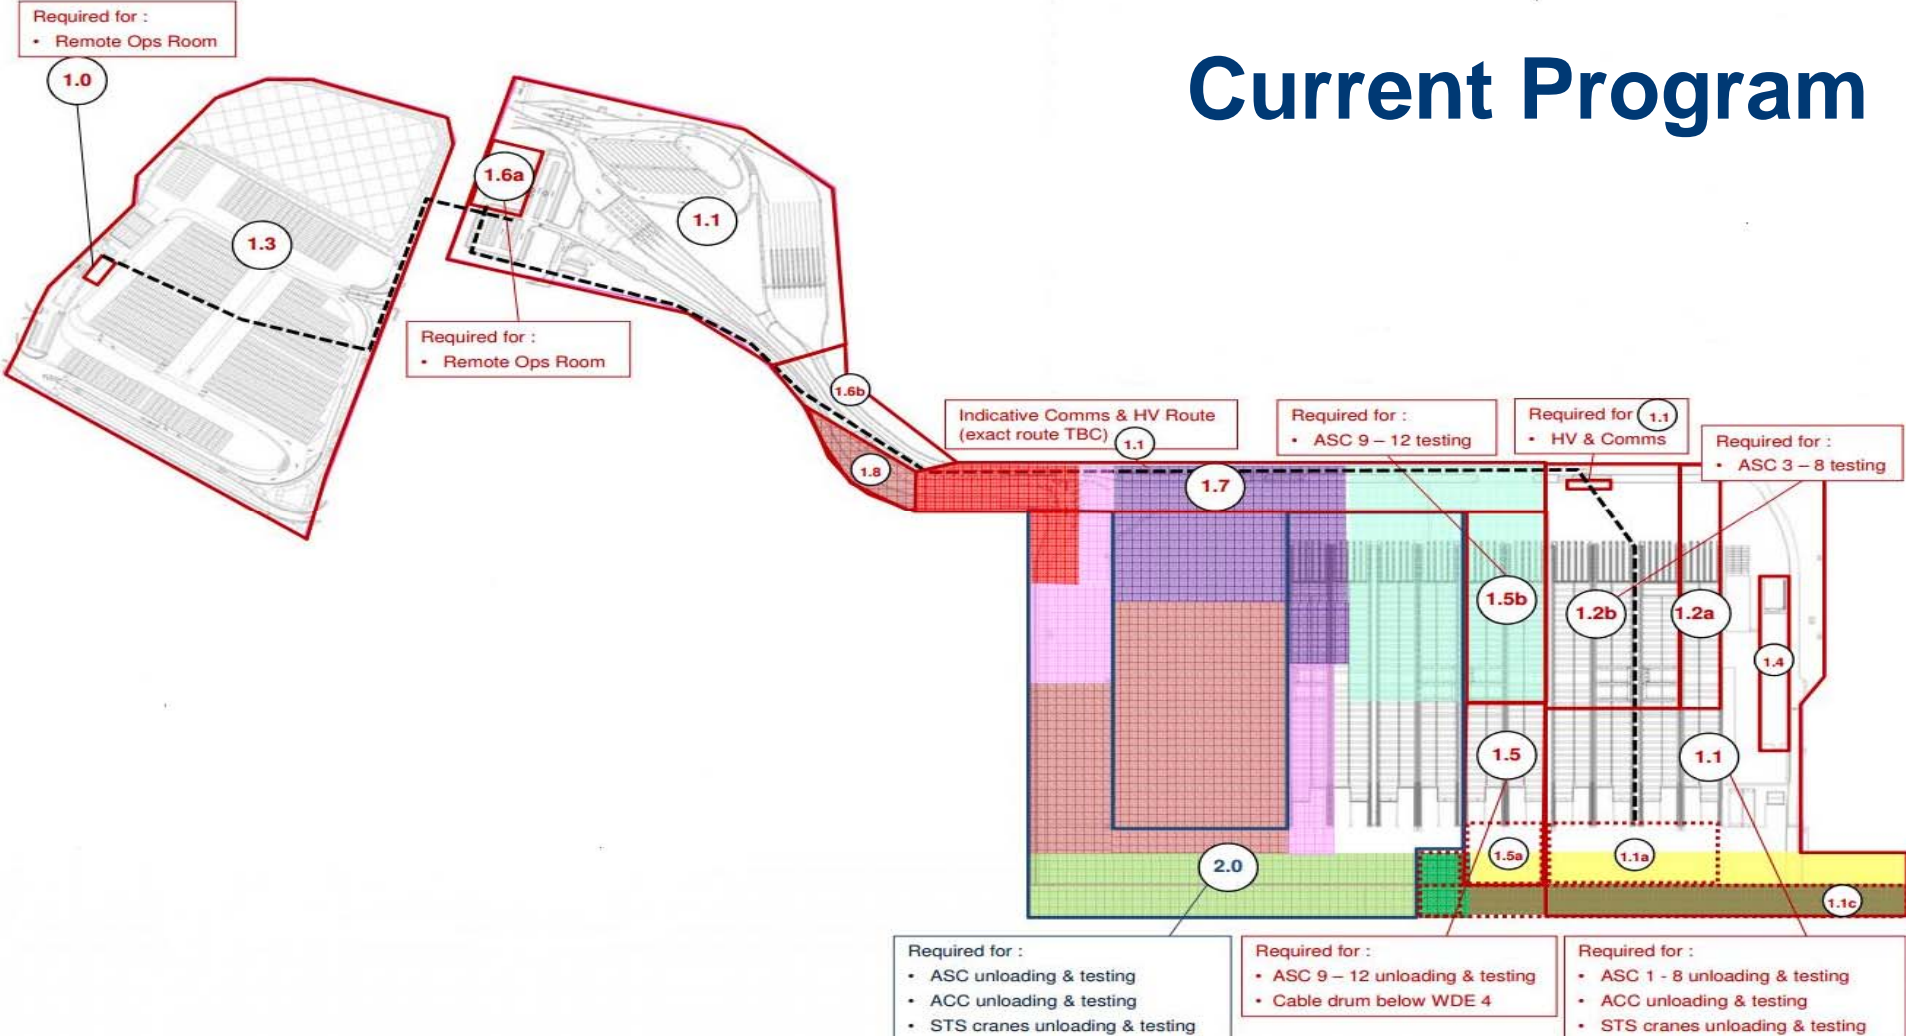 Required for :
• Remote Ops Room
1.0
Current Program
1.6a
1.1
1.3
Required for :
• Remote Ops Room
1.6b
Indicative Comms & HV Route
(exact route TBC)
1.1
Required for :
• ASC 9 – 12 testing
Required for 1.1
• HV & Comms
Required for :
• ASC 3 – 8 testing
1.8
1.7
1.5b
1.2b
1.2a
1.4
1.5
1.1
1.5a
1.1a
2.0
1.1c
Required for :
• ASC unloading & testing
• ACC unloading & testing
• STS cranes unloading & testing
Required for :
• ASC 9 – 12 unloading & testing
• Cable drum below WDE 4
Required for :
• ASC 1 - 8 unloading & testing
• ACC unloading & testing
• STS cranes unloading & testing